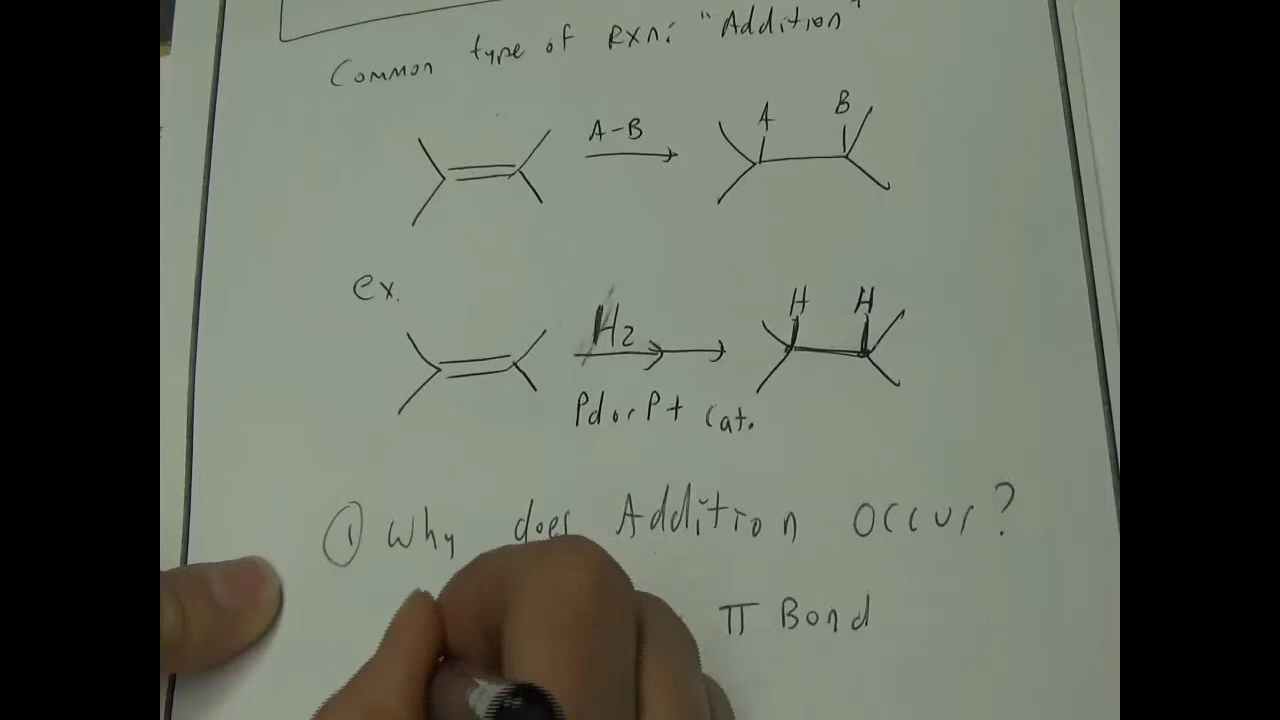 Common type of rxn: "Addition"
A-B
A B
ex.
H2
H H
Pd or Pt cat.
① Why does Addition occur?
π Bond